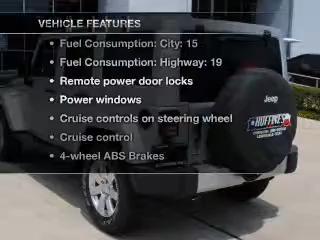 VEHICLE FEATURES
• Fuel Consumption: City: 15
• Fuel Consumption: Highway: 19
• Remote power door locks
• Power windows
• Cruise controls on steering wheel
• Cruise control
• 4-wheel ABS Brakes
Jeep
HUFFINES